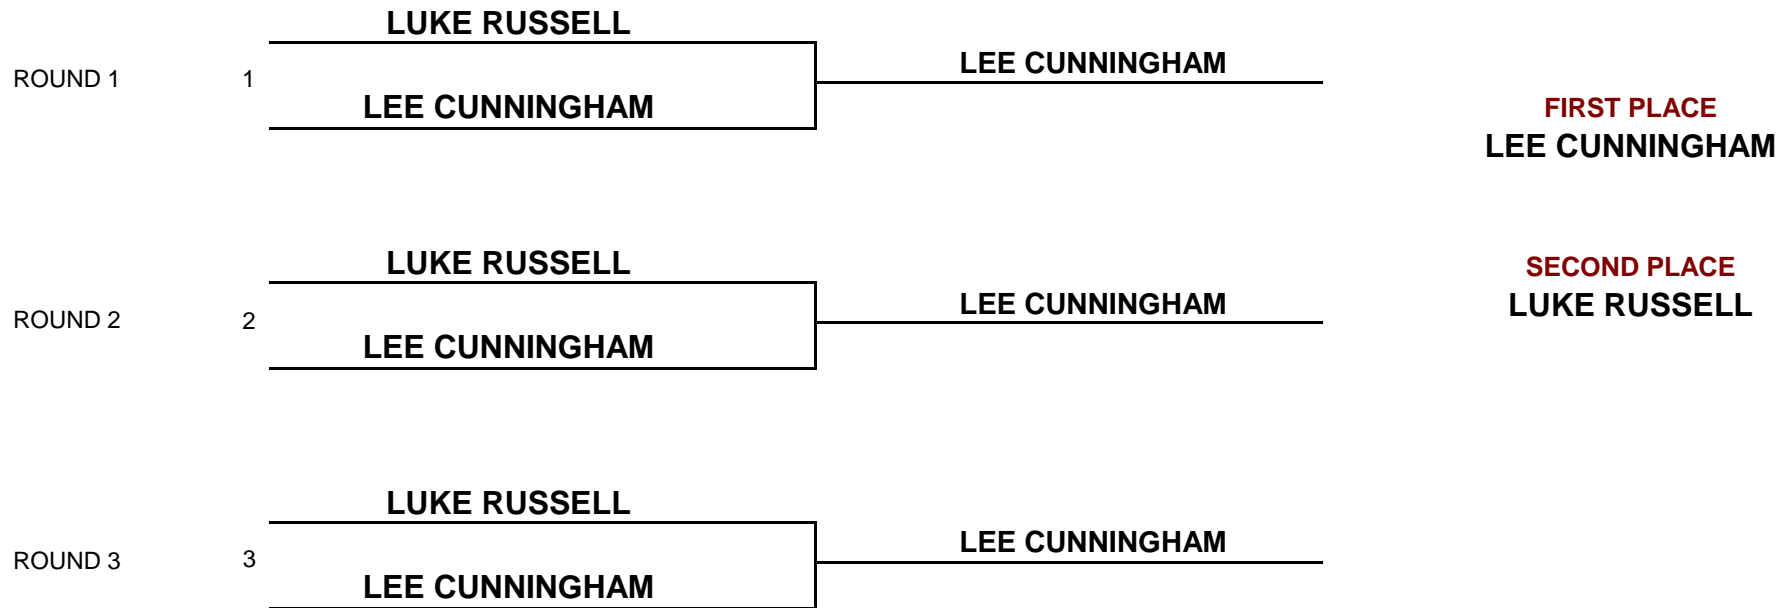 LUKE RUSSELL
ROUND 1
1
LEE CUNNINGHAM
LEE CUNNINGHAM
FIRST PLACE
LEE CUNNINGHAM
LUKE RUSSELL
ROUND 2
2
LEE CUNNINGHAM
LEE CUNNINGHAM
SECOND PLACE
LUKE RUSSELL
LUKE RUSSELL
ROUND 3
3
LEE CUNNINGHAM
LEE CUNNINGHAM